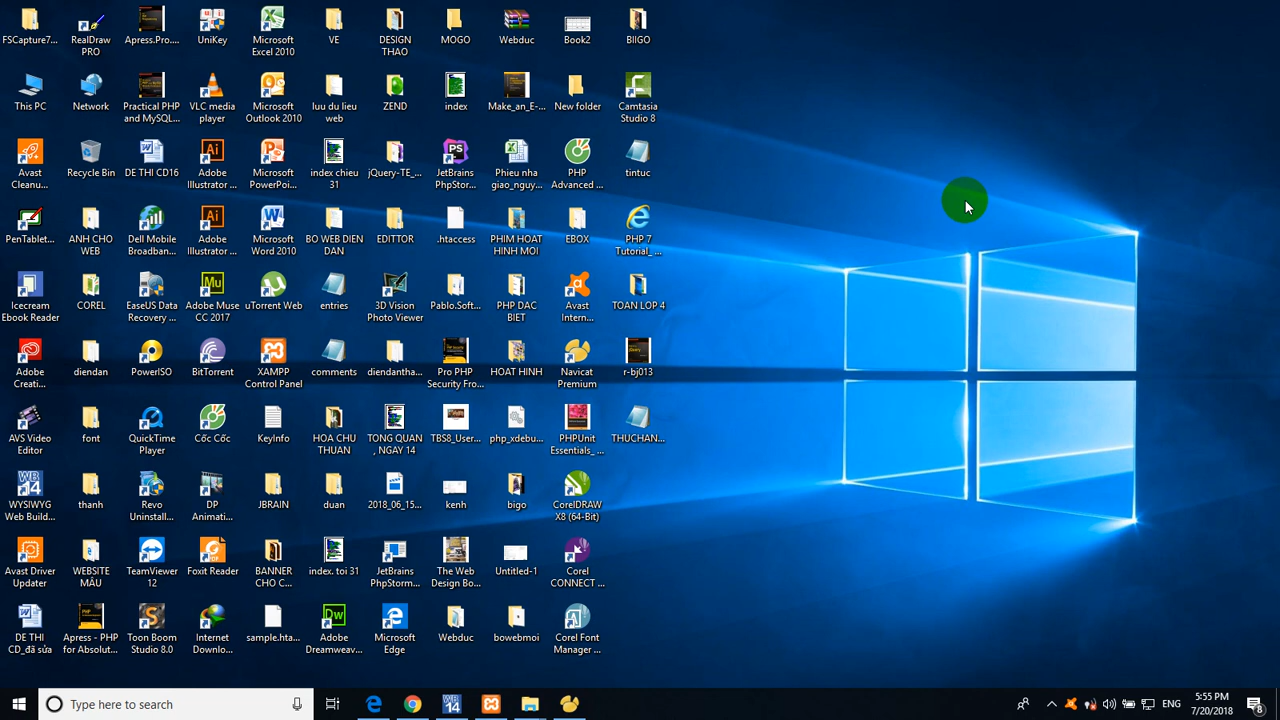 FSCapture7...
RealDraw
PRO
Apress.Pro....
UniKey
Microsoft
Excel 2010
VE
DESIGN
THAO
MOGO
Webduc
Book2
BIIGO
This PC
Network
Practical PHP
and MySQL...
VLC media
player
Microsoft
Outlook 2010
luu du lieu
web
ZEND
index
Make_an_E-...
New folder
Camtasia
Studio 8
Avast
Cleanu...
Recycle Bin
DE THI CD16
Adobe
Illustrator ...
Microsoft
PowerPoi...
index chieu
31
jQuery-TE_...
JetBrains
PhpStor...
Phieu nha
giao_nguy...
PHP
Advanced ...
tintuc
PenTablet...
ANH CHO
WEB
Dell Mobile
Broadban...
Adobe
Illustrator ...
Microsoft
Word 2010
BO WEB DIEN
DAN
EDITTOR
.htaccess
PHIM HOAT
HINH MOI
EBOX
PHP 7
Tutorial_ ...
Icecream
Ebook Reader
COREL
EaseUS Data
Recovery ...
Adobe Muse
CC 2017
uTorrent Web
entries
3D Vision
Photo Viewer
Pablo.Soft...
PHP DAC
BIET
Avast
Intern...
TOAN LOP 4
Adobe
Creati...
diendan
PowerISO
BitTorrent
XAMPP
Control Panel
comments
diendantha...
Pro PHP
Security Fro...
HOAT HINH
Navicat
Premium
r-bj013
AVS Video
Editor
font
QuickTime
Player
Cốc Cốc
KeyInfo
HOA CHU
THUAN
TONG QUAN
, NGAY 14
TBS8_User...
php_xdebu...
PHPUnit
Essentials_ ...
THUCHAN...
WYSIWYG
Web Build...
thanh
Revo
Uninstall...
DP
Animati...
JBRAIN
duan
2018_06_15...
kenh
bigo
CorelDRAW
X8 (64-Bit)
Avast Driver
Updater
WEBSITE
MẪU
TeamViewer
12
Foxit Reader
BANNER
CHO C...
index. toi 31
JetBrains
PhpStorm...
The Web
Design Bo...
Untitled-1
Corel
CONNECT ...
DE THI
CD_đã sửa
Apress - PHP
for Absolut...
Toon Boom
Studio 8.0
Internet
Downlo...
sample.hta...
Adobe
Dreamweav...
Microsoft
Edge
Webduc
bowebmoi
Corel Font
Manager ...
Type here to search
ENG
5:55 PM
7/20/2018
8